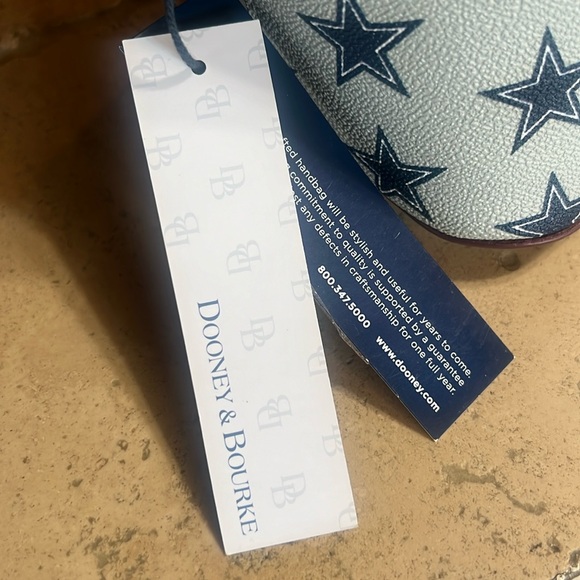 DOONEY & BOURKE
handbag will be stylish and useful for years to come.
commitment to quality is supported by a guarantee
any defects in craftsmanship for one full year.
800.347.5000 www.dooney.com